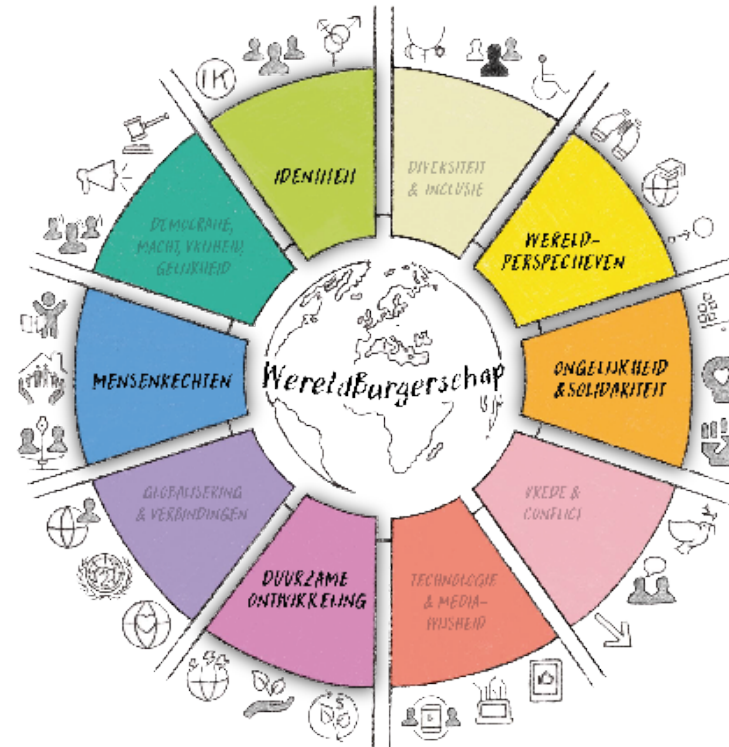 IK
IDENTITEIT
DIVERSITEIT
& INCLUSIE
WERELD-
PERSPECTIEVEN
ONGELIJKHEID
& SOLIDARITEIT
VREDE &
CONFLICT
TECHNOLOGIE
& MEDIA-
WIJSHEID
DUURZAME
ONTWIKKELING
GLOBALISERING
& VERBINDINGEN
MENSENRECHTEN
DEMOCRATIE,
MACHT, VRIJHEID,
GELIJKHEID
WereldBurgerschap